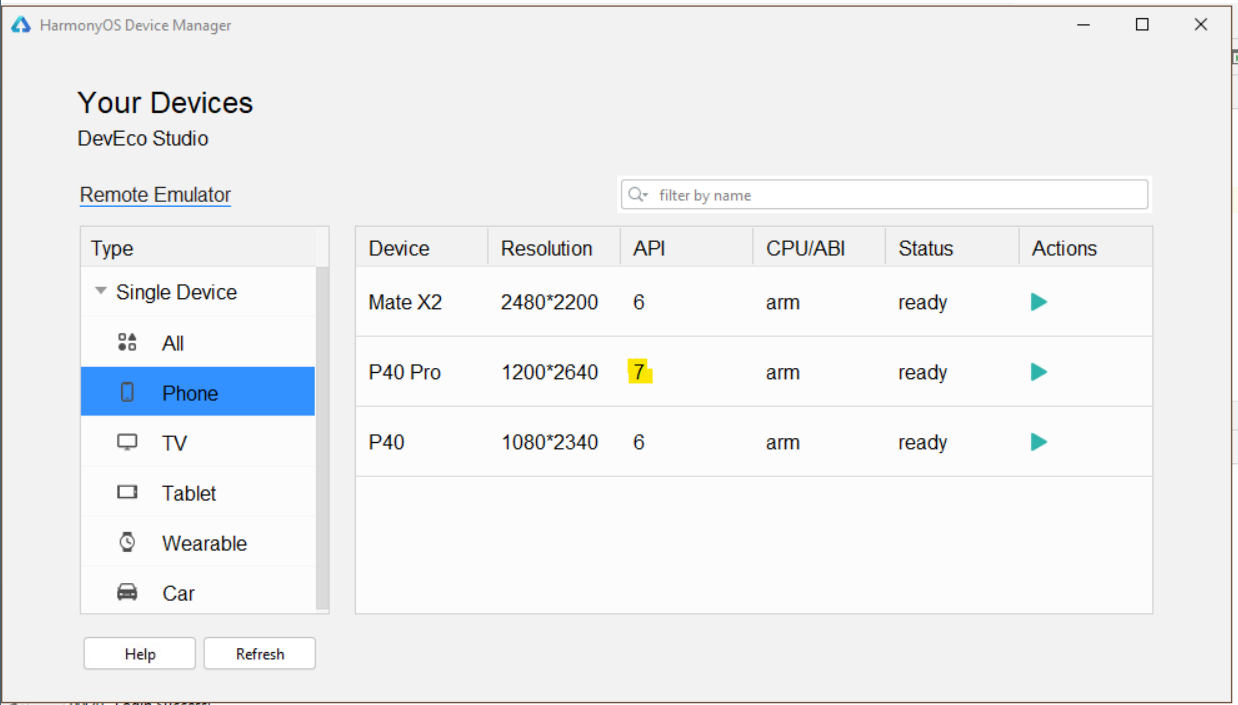 HarmonyOS Device Manager
Your Devices
DevEco Studio
Remote Emulator
filter by name
Type
Single Device
All
Phone
TV
Tablet
Wearable
Car
Device Resolution API CPU/ABI Status Actions
Mate X2 2480*2200 6 arm ready
P40 Pro 1200*2640 7 arm ready
P40 1080*2340 6 arm ready
Help Refresh